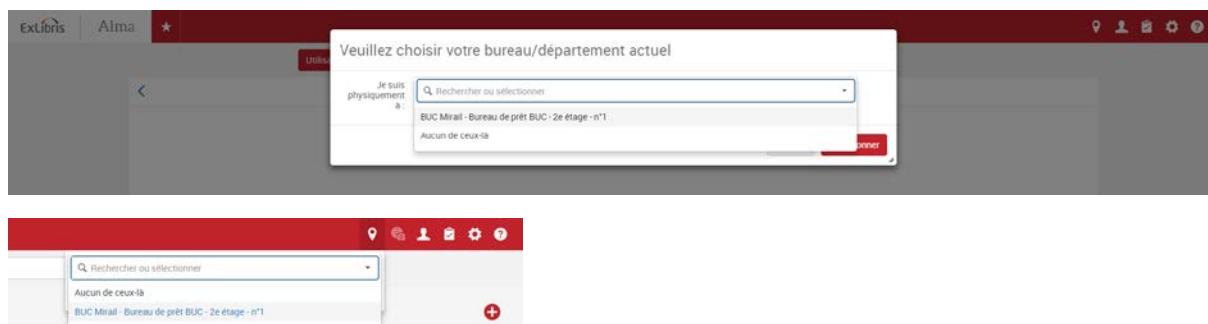 ExLibris Alma
Utilis
Veuillez choisir votre bureau/département actuel
Je suis
physiquement
à :
Rechercher ou sélectionner
BUC Mirail - Bureau de prêt BUC - 2e étage - n°1
Aucun de ceux-là
onner
Rechercher ou sélectionner
Aucun de ceux-là
BUC Mirail - Bureau de prêt BUC - 2e étage - n°1